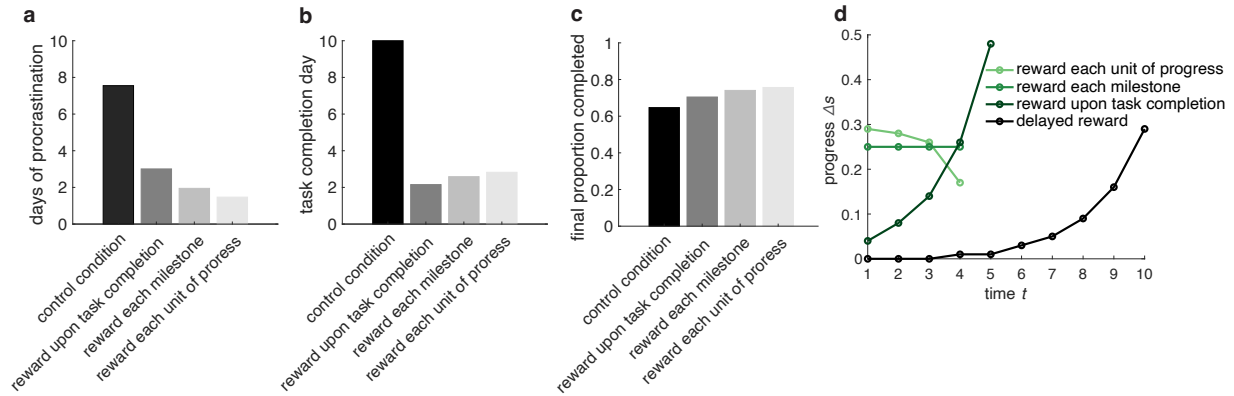 a
days of procrastination
10
8
6
4
2
0
control condition
reward upon task completion
reward each milestone
reward each unit of proress
b
task completion day
10
8
6
4
2
0
control condition
reward upon task completion
reward each milestone
reward each unit of proress
c
final proportion completed
1
0.8
0.6
0.4
0.2
0
control condition
reward upon task completion
reward each milestone
reward each unit of proress
d
progress Δs
0.5
0.4
0.3
0.2
0.1
0
1 2 3 4 5 6 7 8 9 10
time t
reward each unit of progress
reward each milestone
reward upon task completion
delayed reward